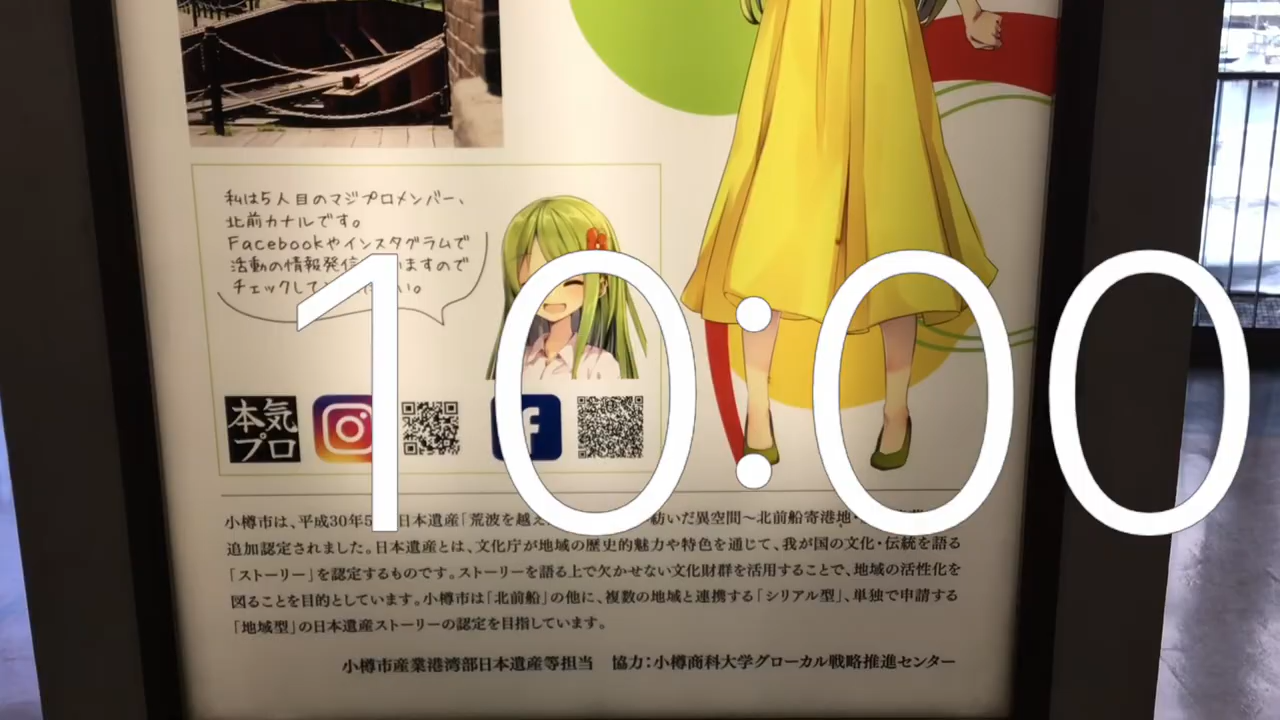 私は5人目のマジプロメンバー、
北前カナルです。
Facebookやインスタグラムで
活動の情報発信 いますので
チェックして い。
10:00
本気
プロ
小樽市は、平成30年5 日本遺産「荒波を越え 紡いだ異空間〜北前船寄港地・
追加認定されました。日本遺産とは、文化庁が地域の歴史的魅力や特色を通じて、我が国の文化・伝統を語る
「ストーリー」を認定するものです。ストーリーを語る上で欠かせない文化財群を活用することで、地域の活性化を
図ることを目的としています。小樽市は「北前船」の他に、複数の地域と連携する「シリアル型」、単独で申請する
「地域型」の日本遺産ストーリーの認定を目指しています。
小樽市産業港湾部日本遺産等担当 協力:小樽商科大学グローカル戦略推進センター